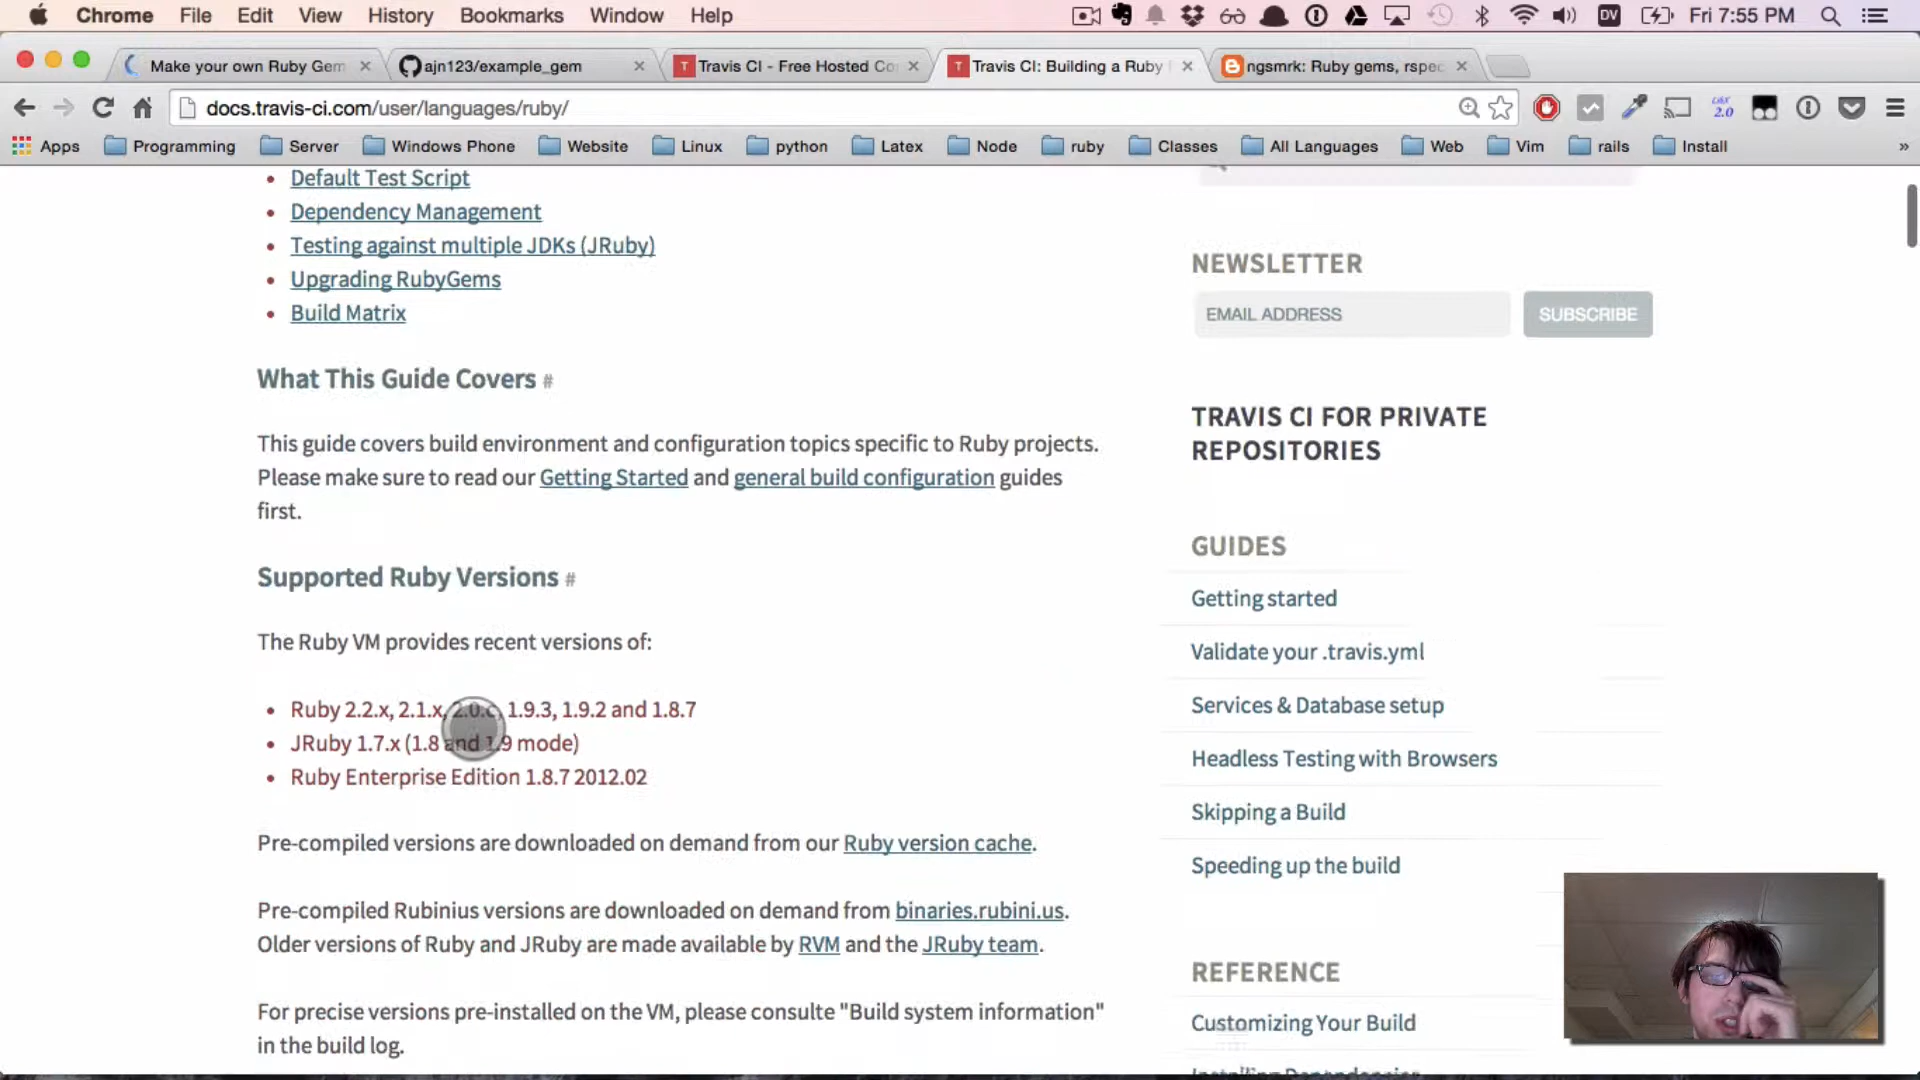 Chrome File Edit View History Bookmarks Window Help
DV Fri 7:55 PM
Make your own Ruby Gem
ajn123/example_gem
Travis CI - Free Hosted Co
Travis CI: Building a Ruby
ngsmrk: Ruby gems, rspec
docs.travis-ci.com/user/languages/ruby/
2.0
Apps Programming Server Windows Phone Website Linux python Latex Node ruby Classes All Languages Web Vim rails Install »
Default Test Script
Dependency Management
Testing against multiple JDKs (JRuby)
Upgrading RubyGems
Build Matrix
What This Guide Covers #
This guide covers build environment and configuration topics specific to Ruby projects.
Please make sure to read our Getting Started and general build configuration guides
first.
Supported Ruby Versions #
The Ruby VM provides recent versions of:
Ruby 2.2.x, 2.1.x, 2.0.c, 1.9.3, 1.9.2 and 1.8.7
JRuby 1.7.x (1.8 and 1.9 mode)
Ruby Enterprise Edition 1.8.7 2012.02
Pre-compiled versions are downloaded on demand from our Ruby version cache.
Pre-compiled Rubinius versions are downloaded on demand from binaries.rubini.us.
Older versions of Ruby and JRuby are made available by RVM and the JRuby team.
For precise versions pre-installed on the VM, please consult​e "Build system information"
in the build log.
NEWSLETTER
EMAIL ADDRESS
SUBSCRIBE
TRAVIS CI FOR PRIVATE
REPOSITORIES
GUIDES
Getting started
Validate your .travis.yml
Services & Database setup
Headless Testing with Browsers
Skipping a Build
Speeding up the build
REFERENCE
Customizing Your Build
Installing Dependencies